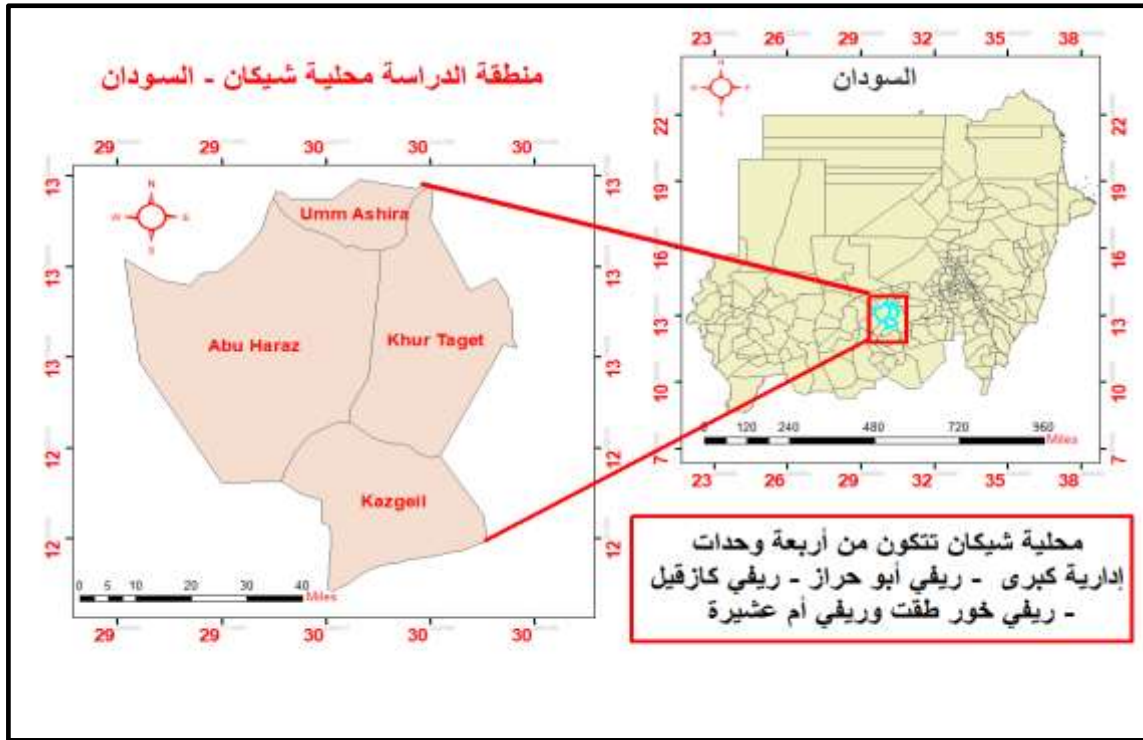 منطقة الدراسة محلية شيكان - السودان
29 29 30 30 30
13
13
13
12
12
N
W E
S
Umm Ashira
Abu Haraz
Khur Taget
Kazgeil
0 5 10 20 30 40
Miles
13
13
13
12
12
29 29 30 30 30
23 26 29 32 35 38
السودان
22
19
16
13
10
7
22
19
16
13
10
7
0 120 240 480 720 960
Miles
23 26 29 32 35 38
محلية شيكان تتكون من أربعة وحدات
إدارية كبرى - ريفي أبو حراز - ريفي كازقيل
- ريفي خور طقت وريفي أم عشيرة